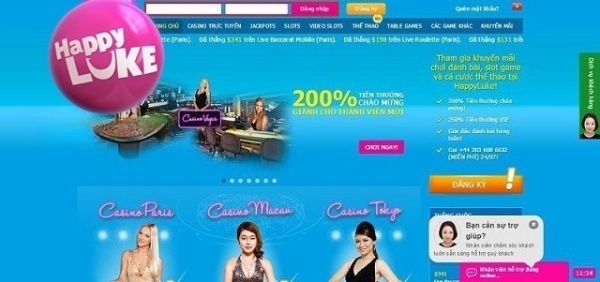 Đăng ký
Quên mật khẩu?
CHỦ
CASINO TRỰC TUYẾN
JACKPOTS
SLOTS
VIDEO SLOTS
THỂ THAO
TABLE GAMES
CÁC GAME KHÁC
KHUYẾN MÃI
(Paris). Đã thắng $341 trên Live Baccarat Mobile (Paris). Đã thắng $198 trên Live Roulette (Paris). Đã thắng $231 trên
Happy
LUKE
200% TIỀN THƯỞNG
CHÀO MỪNG
GIÀNH CHO THÀNH VIÊN MỚI
Casino Vegas
CHƠI NGAY!
Tham gia khuyến mãi
chơi đánh bài, slot game
và cá cược thể thao tại
HappyLuke!
200% Tiền thưởng chào
mừng!
250% Tiền thưởng VIP
Giải đấu đánh bài hàng
tuần!
Gọi +44 203 608 6632
(MIỄN PHÍ) 24/07!
ĐĂNG KÝ
Dịch vụ khách hàng
Casino Paris
Casino Macau
Casino Tokyo
THẮNG CUỘC
Bạn cần sự trợ
giúp?
Nhân viên chăm sóc khách
luôn sẵn sàng hỗ trợ quý khách
$341
Nhân viên hỗ trợ đang
online...
11:34